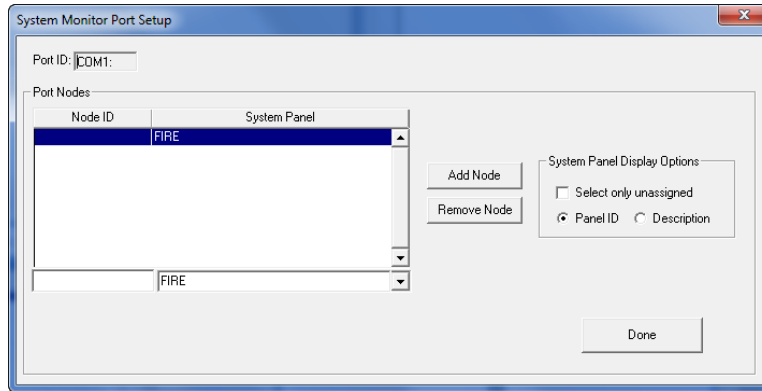 System Monitor Port Setup
Port ID: COM1:
Port Nodes
Node ID System Panel
FIRE
Add Node
Remove Node
System Panel Display Options
Select only unassigned
Panel ID Description
FIRE
Done